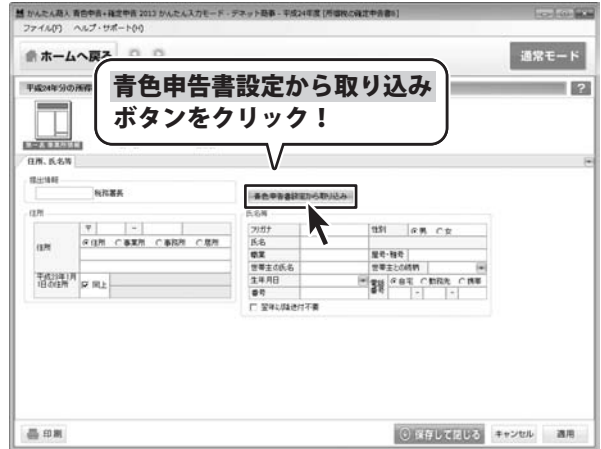 かんたん商人 青色申告+確定申告 2013 かんたん入力モード - デネット商事 - 平成24年度 [所得税の確定申告書B]
ファイル(F) ヘルプ・サポート(H)
ホームへ戻る
通常モード
平成24年分の所得
?
青色申告書設定から取り込み
ボタンをクリック！
住所、氏名等
提出情報
税務署長
青色申告書設定から取り込み
住所
氏名等
〒 -
住所 住所 事業所 事務所 居所
平成25年1月
1日の住所 同上
フリガナ 性別 男 女
氏名
職業 屋号・雅号
世帯主の氏名 世帯主との続柄
生年月日 電話番号 自宅 勤務先 携帯
番号 - -
翌年以降送付不要
印刷
保存して閉じる キャンセル 適用